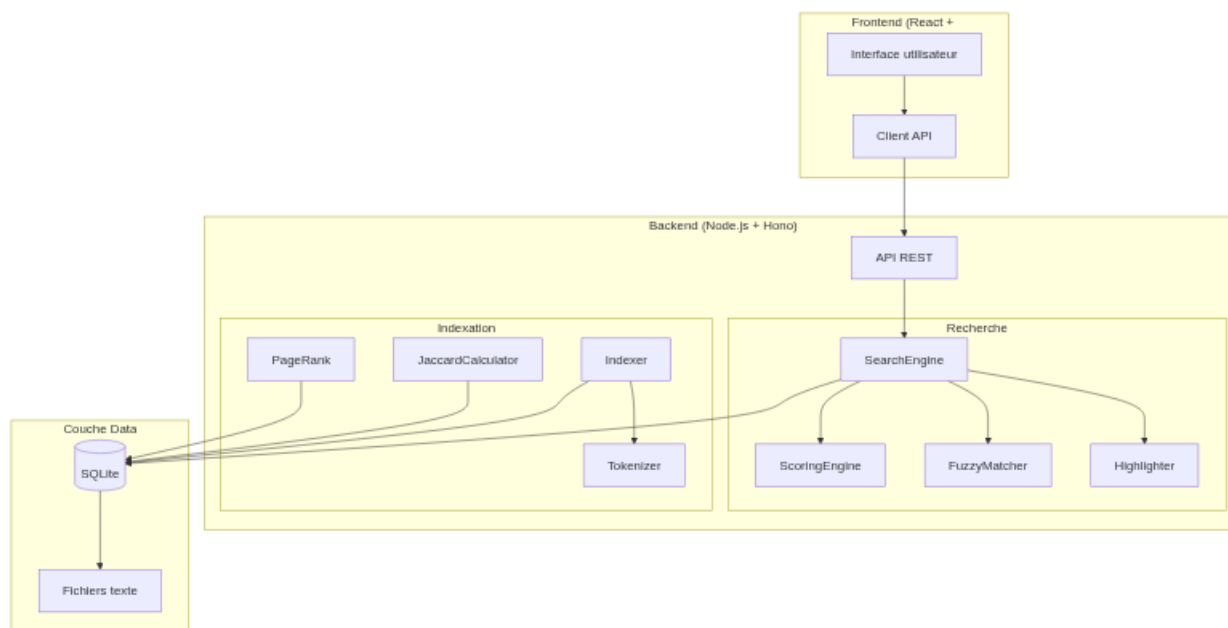 Frontend (React +
Interface utilisateur
Client API
Backend (Node.js + Hono)
API REST
Indexation
Recherche
PageRank
JaccardCalculator
Indexer
SearchEngine
Couche Data
SQLite
Tokenizer
ScoringEngine
FuzzyMatcher
Highlighter
Fichiers texte